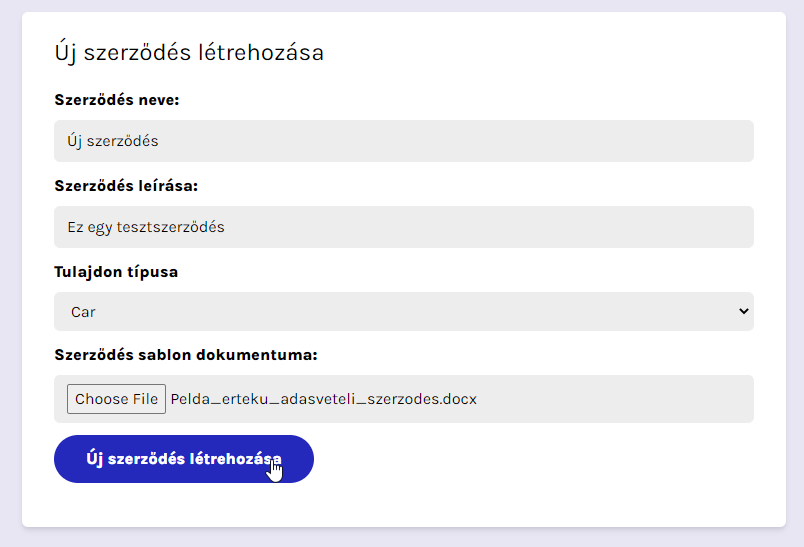 Új szerződés létrehozása
Szerződés neve:
Új szerződés
Szerződés leírása:
Ez egy tesztszerződés
Tulajdon típusa
Car
Szerződés sablon dokumentuma:
Choose File Pelda_erteku_adasveteli_szerzodes.docx
Új szerződés létrehozása